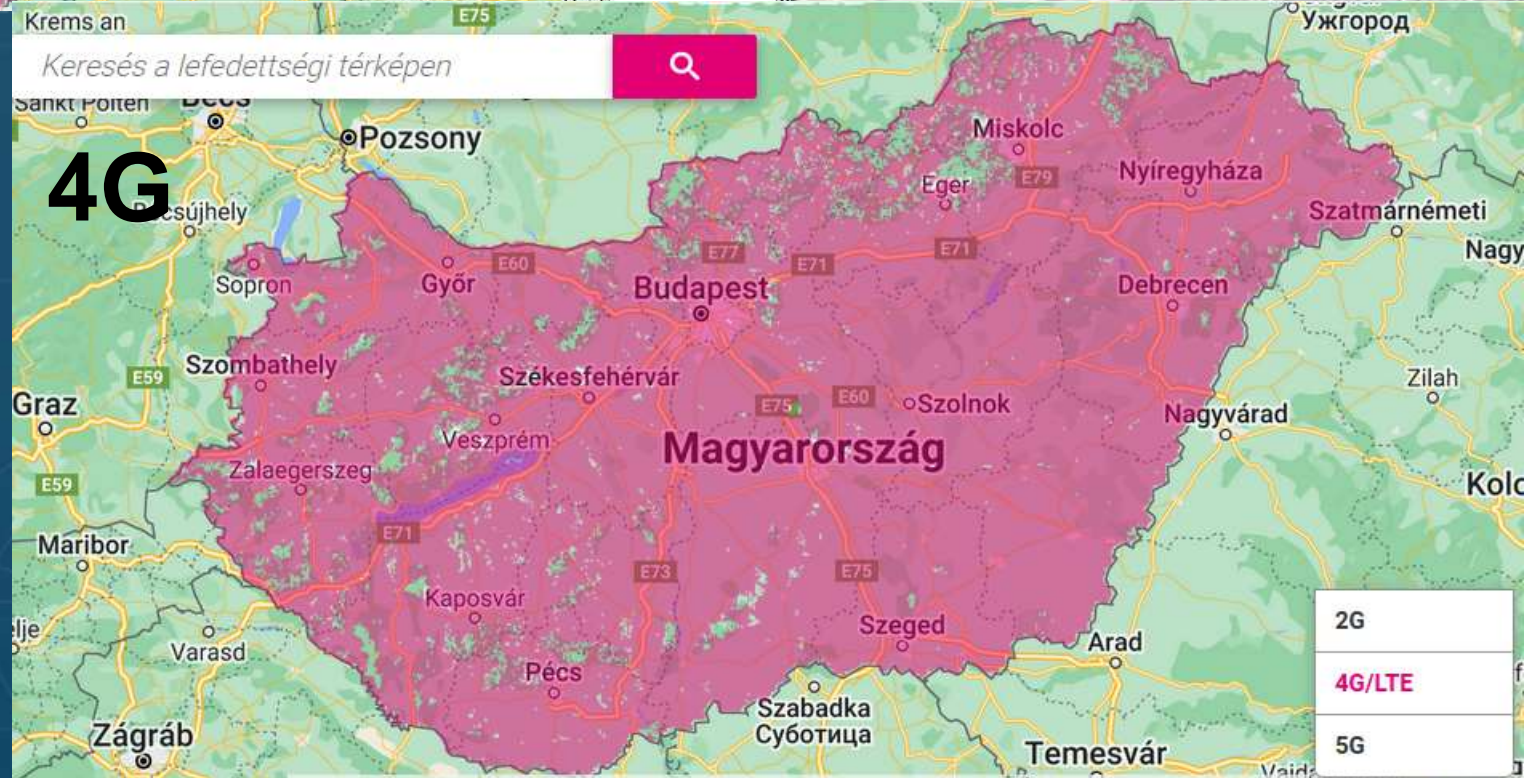 Krems an
E75
Ужгород
Keresés a lefedettségi térképen
Sankt Pölten
Bécs
Pozsony
4G
Miskolc
Nyíregyháza
Eger
E79
Bécsújhely
Szatmárnémeti
Sopron
Győr
E60
E77
E71
E71
Nagy
Budapest
Debrecen
Szombathely
E59
Székesfehérvár
Zilah
Graz
E75
E60
Szolnok
Nagyvárad
Veszprém
Magyarország
Zalaegerszeg
E59
Kolo
E71
Maribor
E73
E75
Kaposvár
Szeged
2G
elje
Varasd
Arad
Pécs
4G/LTE
Szabadka
Суботица
Zágráb
Temesvár
5G
Vajda